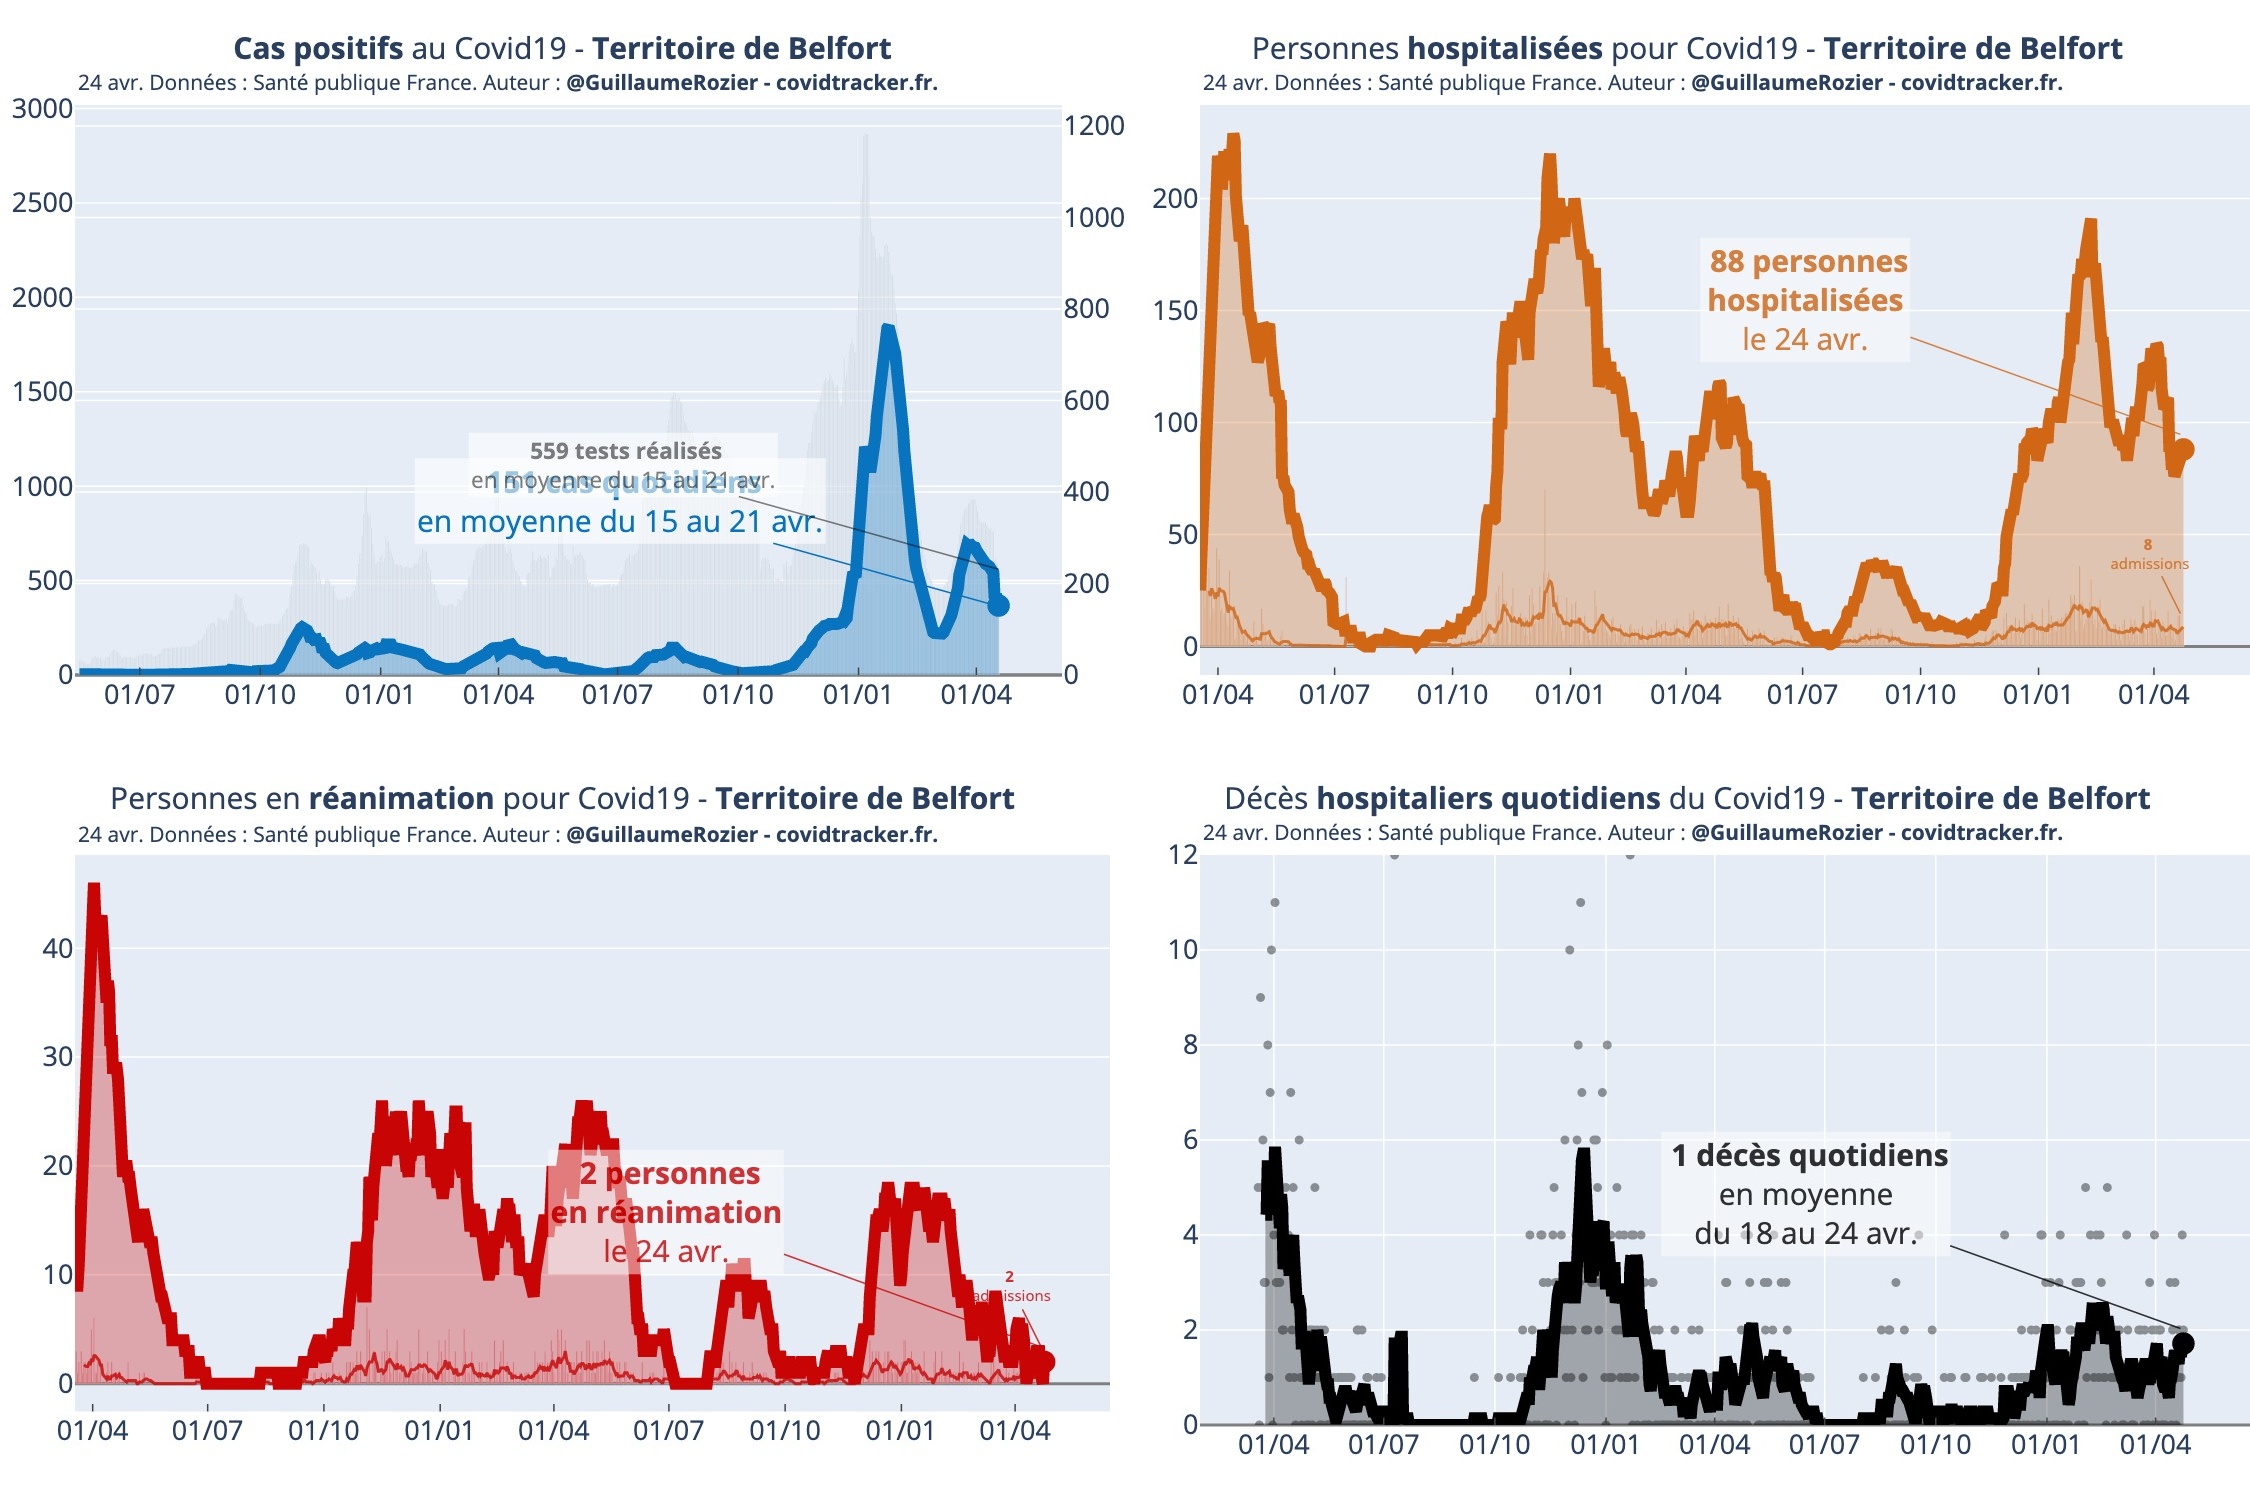 Cas positifs au Covid19 - Territoire de Belfort
24 avr. Données : Santé publique France. Auteur : @GuillaumeRozier - covidtracker.fr.
3000
2500
2000
1500
1000
500
0
1200
1000
800
600
400
200
0
559 tests réalisés
en moyenne du 15 au 21 avr.
151 cas quotidiens
en moyenne du 15 au 21 avr.
01/07 01/10 01/01 01/04 01/07 01/10 01/01 01/04
Personnes hospitalisées pour Covid19 - Territoire de Belfort
24 avr. Données : Santé publique France. Auteur : @GuillaumeRozier - covidtracker.fr.
200
150
100
50
0
88 personnes
hospitalisées
le 24 avr.
8
admissions
01/04 01/07 01/10 01/01 01/04 01/07 01/10 01/01 01/04
Personnes en réanimation pour Covid19 - Territoire de Belfort
24 avr. Données : Santé publique France. Auteur : @GuillaumeRozier - covidtracker.fr.
40
30
20
10
0
2 personnes
en réanimation
le 24 avr.
2
admissions
01/04 01/07 01/10 01/01 01/04 01/07 01/10 01/01 01/04
Décès hospitaliers quotidiens du Covid19 - Territoire de Belfort
24 avr. Données : Santé publique France. Auteur : @GuillaumeRozier - covidtracker.fr.
12
10
8
6
4
2
0
1 décès quotidiens
en moyenne
du 18 au 24 avr.
01/04 01/07 01/10 01/01 01/04 01/07 01/10 01/01 01/04